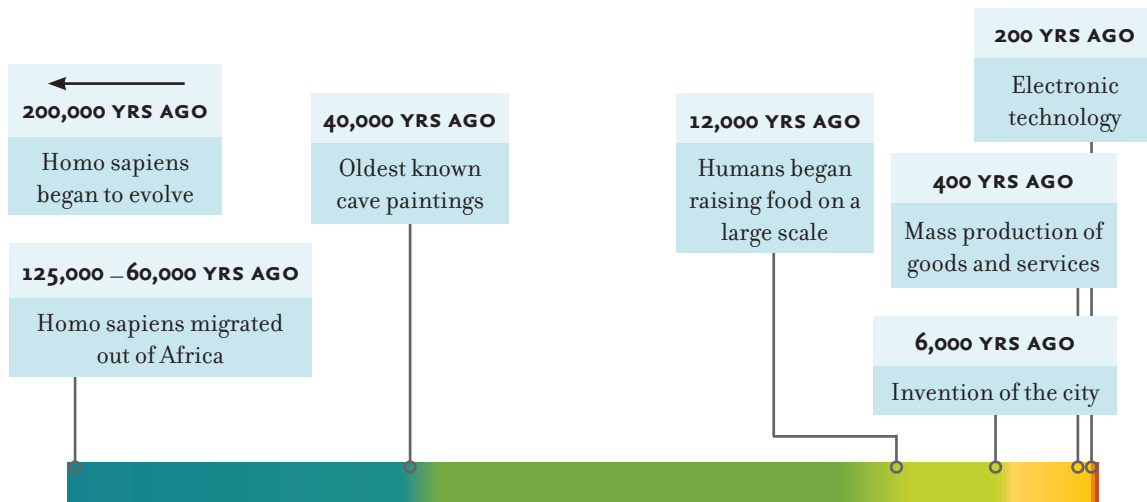 200,000 YRS AGO
Homo sapiens
began to evolve
125,000 – 60,000 YRS AGO
Homo sapiens migrated
out of Africa
40,000 YRS AGO
Oldest known
cave paintings
12,000 YRS AGO
Humans began
raising food on a
large scale
6,000 YRS AGO
Invention of the city
400 YRS AGO
Mass production of
goods and services
200 YRS AGO
Electronic
technology